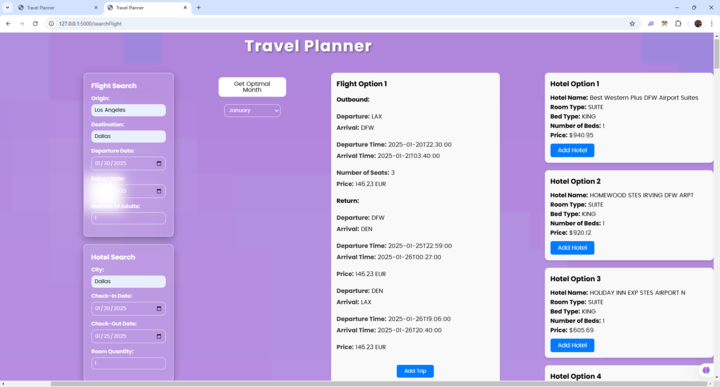 Travel Planner
Travel Planner
127.0.0.1:5000/searchFlight
Travel Planner
Flight Search
Origin:
Los Angeles
Destination:
Dallas
Departure Date:
01/20/2025
Number of Adults:
1
Hotel Search
City:
Dallas
Check-In Date:
01/20/2025
Check-Out Date:
01/25/2025
Room Quantity:
1
Get Optimal
Month
January
Flight Option 1
Outbound:
Departure: LAX
Arrival: DFW
Departure Time: 2025-01-20T22:30:00
Arrival Time: 2025-01-21T03:40:00
Number of Seats: 3
Price: 146.23 EUR
Return:
Departure: DFW
Arrival: DEN
Departure Time: 2025-01-25T22:59:00
Arrival Time: 2025-01-26T00:27:00
Price: 146.23 EUR
Departure: DEN
Arrival: LAX
Departure Time: 2025-01-26T19:06:00
Arrival Time: 2025-01-26T20:40:00
Price: 146.23 EUR
Add Trip
Hotel Option 1
Hotel Name: Best Western Plus DFW Airport Suites
Room Type: SUITE
Bed Type: KING
Number of Beds: 1
Price: $940.95
Add Hotel
Hotel Option 2
Hotel Name: HOMEWOOD STES IRVING DFW ARPT
Room Type: SUITE
Bed Type: KING
Number of Beds: 1
Price: $920.12
Add Hotel
Hotel Option 3
Hotel Name: HOLIDAY INN EXP STES AIRPORT N
Room Type: SUITE
Bed Type: KING
Number of Beds: 1
Price: $605.69
Add Hotel
Hotel Option 4